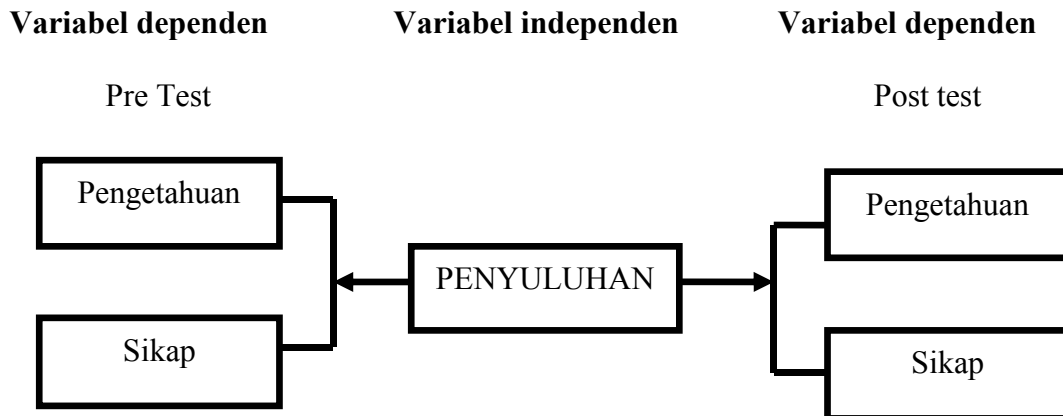 Variabel dependen Variabel independen Variabel dependen
Pre Test Post test
Pengetahuan Pengetahuan
PENYULUHAN
Sikap Sikap